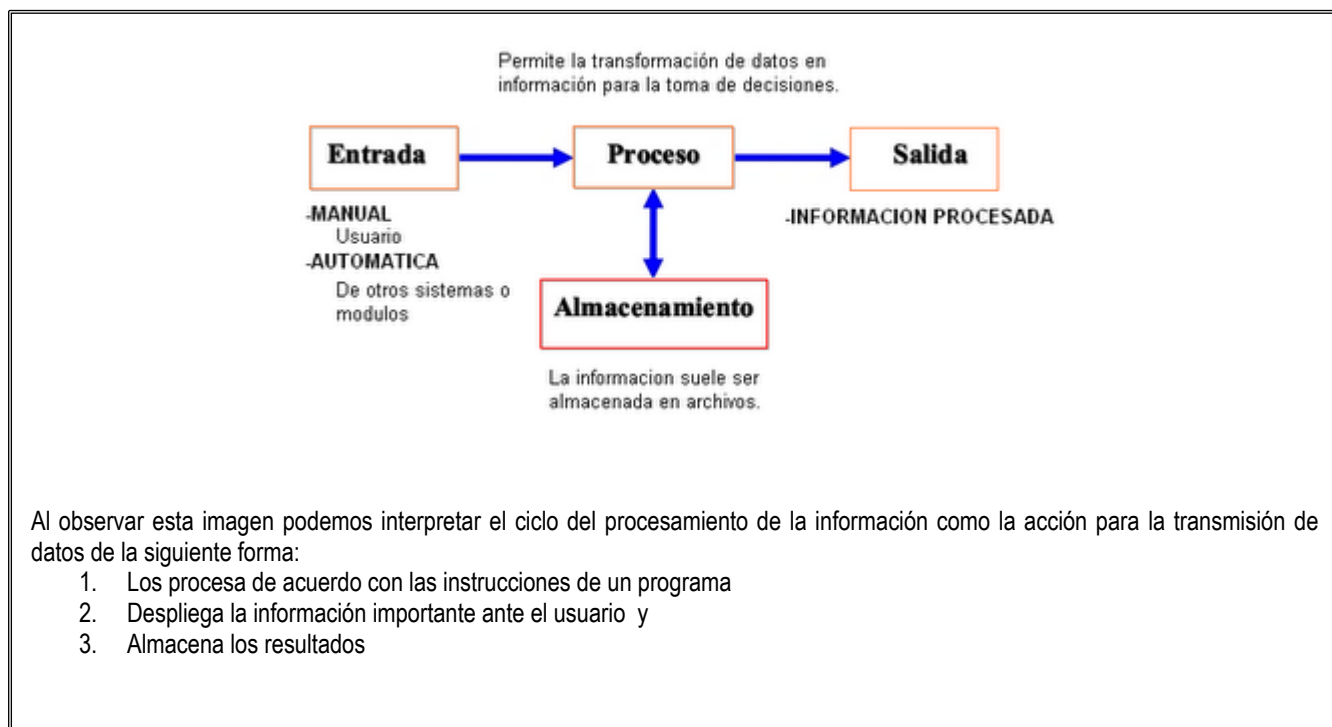 Permite la transformación de datos en
información para la toma de decisiones.
Entrada
Proceso
Salida
-MANUAL
Usuario
-AUTOMATICA
De otros sistemas o
modulos
-INFORMACION PROCESADA
Almacenamiento
La informacion suele ser
almacenada en archivos.
Al observar esta imagen podemos interpretar el ciclo del procesamiento de la información como la acción para la transmisión de
datos de la siguiente forma:
1. Los procesa de acuerdo con las instrucciones de un programa
2. Despliega la información importante ante el usuario y
3. Almacena los resultados